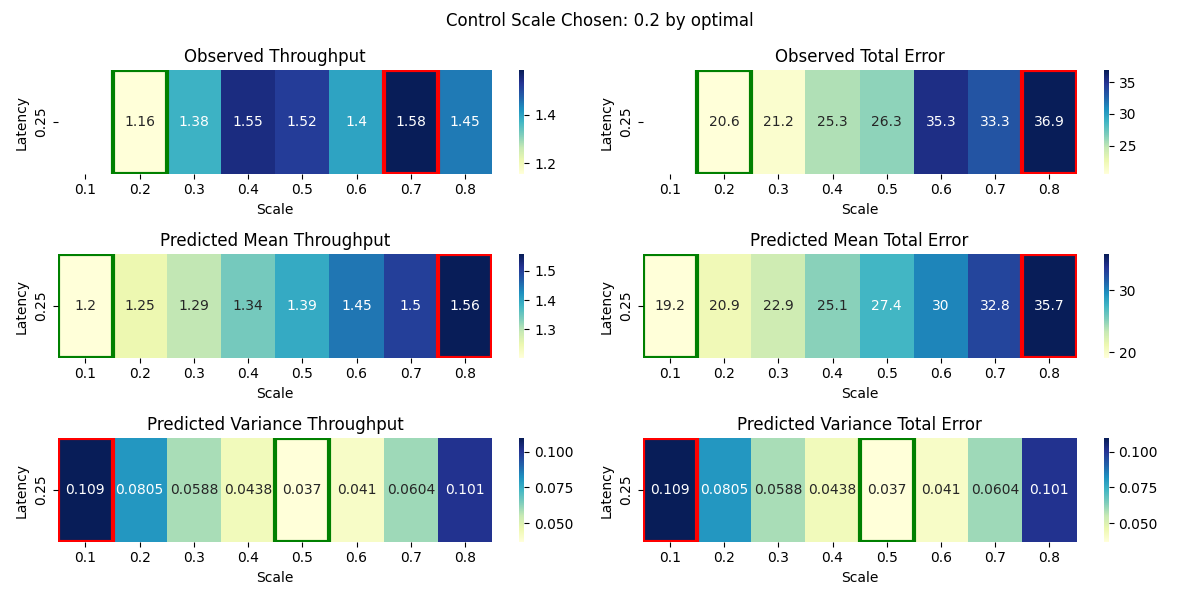 Control Scale Chosen: 0.2 by optimal
Observed Throughput
Latency
0.25
1.16 1.38 1.55 1.52 1.4 1.58 1.45
1.4
1.2
0.1 0.2 0.3 0.4 0.5 0.6 0.7 0.8
Scale
Observed Total Error
Latency
0.25
20.6 21.2 25.3 26.3 35.3 33.3 36.9
35
30
25
0.1 0.2 0.3 0.4 0.5 0.6 0.7 0.8
Scale
Predicted Mean Throughput
Latency
0.25
1.2 1.25 1.29 1.34 1.39 1.45 1.5 1.56
1.5
1.4
1.3
0.1 0.2 0.3 0.4 0.5 0.6 0.7 0.8
Scale
Predicted Mean Total Error
Latency
0.25
19.2 20.9 22.9 25.1 27.4 30 32.8 35.7
30
20
0.1 0.2 0.3 0.4 0.5 0.6 0.7 0.8
Scale
Predicted Variance Throughput
Latency
0.25
0.109 0.0805 0.0588 0.0438 0.037 0.041 0.0604 0.101
0.100
0.075
0.050
0.1 0.2 0.3 0.4 0.5 0.6 0.7 0.8
Scale
Predicted Variance Total Error
Latency
0.25
0.109 0.0805 0.0588 0.0438 0.037 0.041 0.0604 0.101
0.100
0.075
0.050
0.1 0.2 0.3 0.4 0.5 0.6 0.7 0.8
Scale